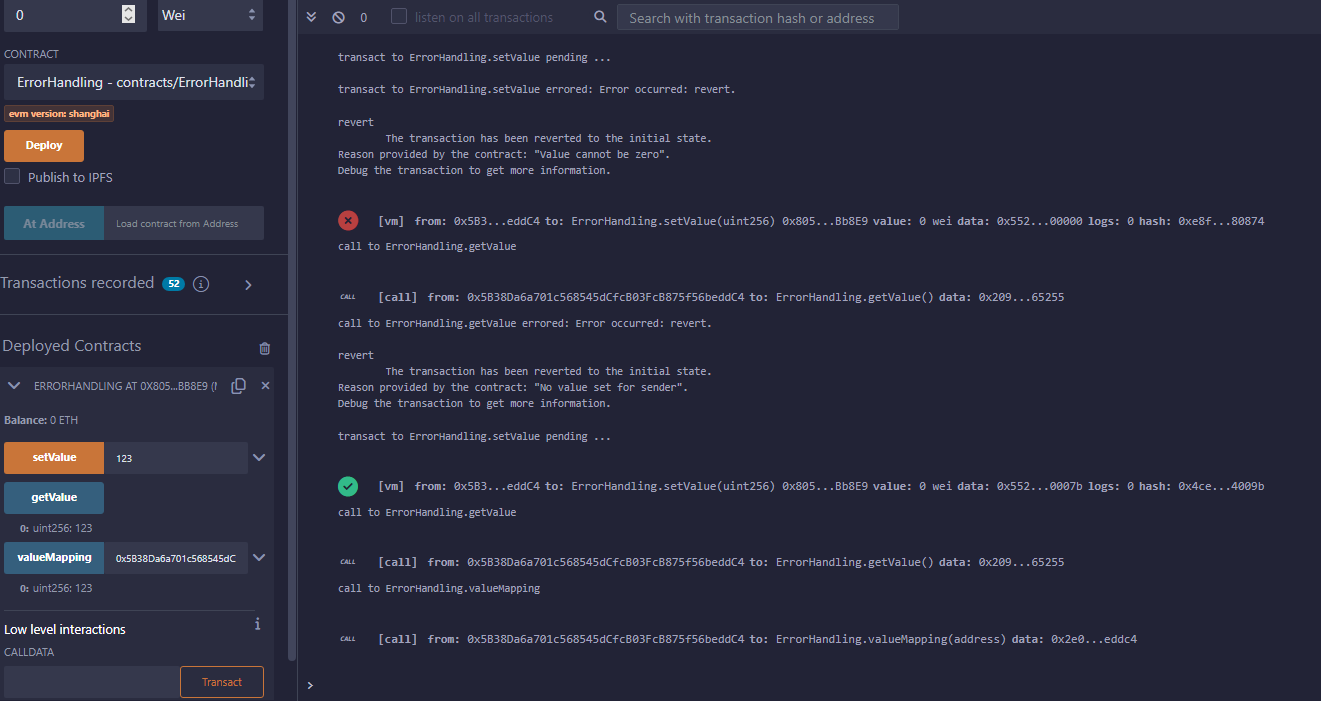 0
Wei
CONTRACT
ErrorHandling - contracts/ErrorHandli
evm version: shanghai
Deploy
Publish to IPFS
At Address
Load contract from Address
Transactions recorded 52 i
Deployed Contracts
ERRORHANDLING AT 0X805...BB8E9 (
Balance: 0 ETH
setValue
123
getValue
0: uint256: 123
valueMapping
0x5B38Da6a701c568545dC
0: uint256: 123
Low level interactions
i
CALLDATA
Transact
0
listen on all transactions
Search with transaction hash or address
transact to ErrorHandling.setValue pending ...
transact to ErrorHandling.setValue errored: Error occurred: revert.
revert
The transaction has been reverted to the initial state.
Reason provided by the contract: "Value cannot be zero".
Debug the transaction to get more information.
[vm] from: 0x5B3...eddC4 to: ErrorHandling.setValue(uint256) 0x805...Bb8E9 value: 0 wei data: 0x552...00000 logs: 0 hash: 0xe8f...80874
call to ErrorHandling.getValue
CALL [call] from: 0x5B38Da6a701c568545dCfcB03FcB875f56beddC4 to: ErrorHandling.getValue() data: 0x209...65255
call to ErrorHandling.getValue errored: Error occurred: revert.
revert
The transaction has been reverted to the initial state.
Reason provided by the contract: "No value set for sender".
Debug the transaction to get more information.
transact to ErrorHandling.setValue pending ...
[vm] from: 0x5B3...eddC4 to: ErrorHandling.setValue(uint256) 0x805...Bb8E9 value: 0 wei data: 0x552...0007b logs: 0 hash: 0x4ce...4009b
call to ErrorHandling.getValue
CALL [call] from: 0x5B38Da6a701c568545dCfcB03FcB875f56beddC4 to: ErrorHandling.getValue() data: 0x209...65255
call to ErrorHandling.valueMapping
CALL [call] from: 0x5B38Da6a701c568545dCfcB03FcB875f56beddC4 to: ErrorHandling.valueMapping(address) data: 0x2e0...eddc4
>